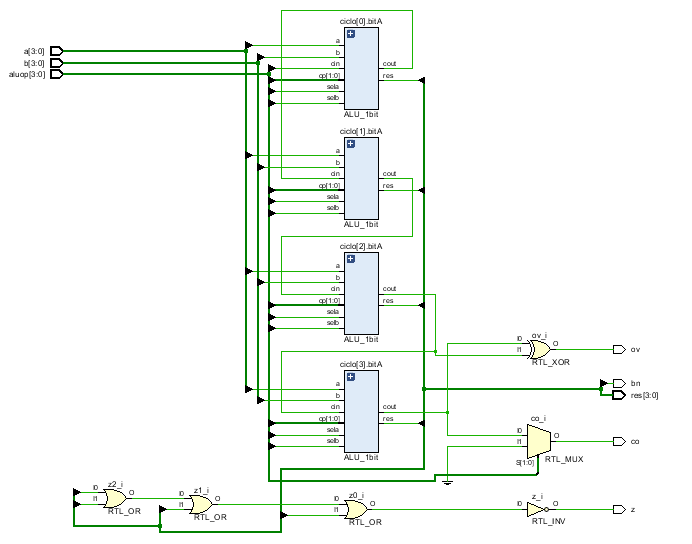 ciclo[0].bitA
a[3:0]
b[3:0]
aluop[3:0]
a
b
cin
op[1:0]
sela
selb
cout
res
ALU_1bit
ciclo[1].bitA
a
b
cin
op[1:0]
sela
selb
cout
res
ALU_1bit
ciclo[2].bitA
a
b
cin
op[1:0]
sela
selb
cout
res
ALU_1bit
ov_i
I0
I1
O
RTL_XOR
ov
ciclo[3].bitA
a
b
cin
op[1:0]
sela
selb
cout
res
ALU_1bit
bn
res[3:0]
co_i
I0
I1
S[1:0]
O
RTL_MUX
co
z2_i
I0
I1
O
RTL_OR
z1_i
I0
I1
O
RTL_OR
z0_i
I0
I1
O
RTL_OR
z_i
I0
O
RTL_INV
z